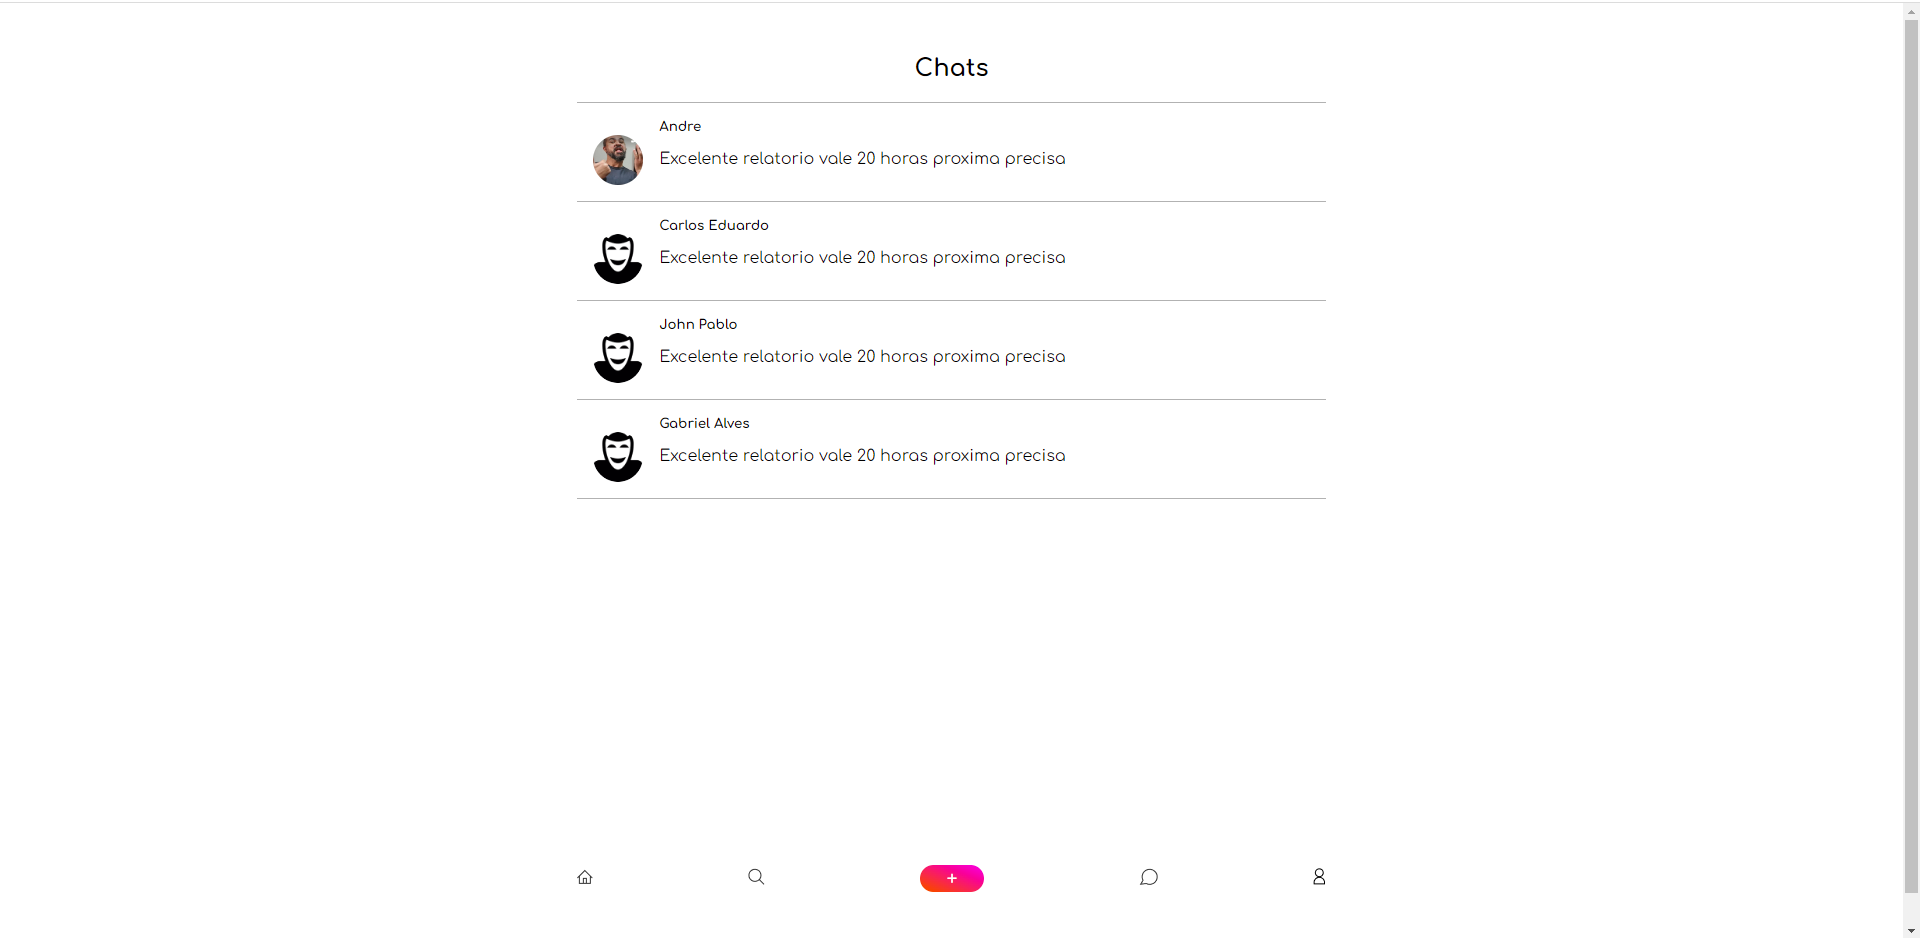 Chats
Andre
Excelente relatorio vale 20 horas proxima precisa
Carlos Eduardo
Excelente relatorio vale 20 horas proxima precisa
John Pablo
Excelente relatorio vale 20 horas proxima precisa
Gabriel Alves
Excelente relatorio vale 20 horas proxima precisa
+